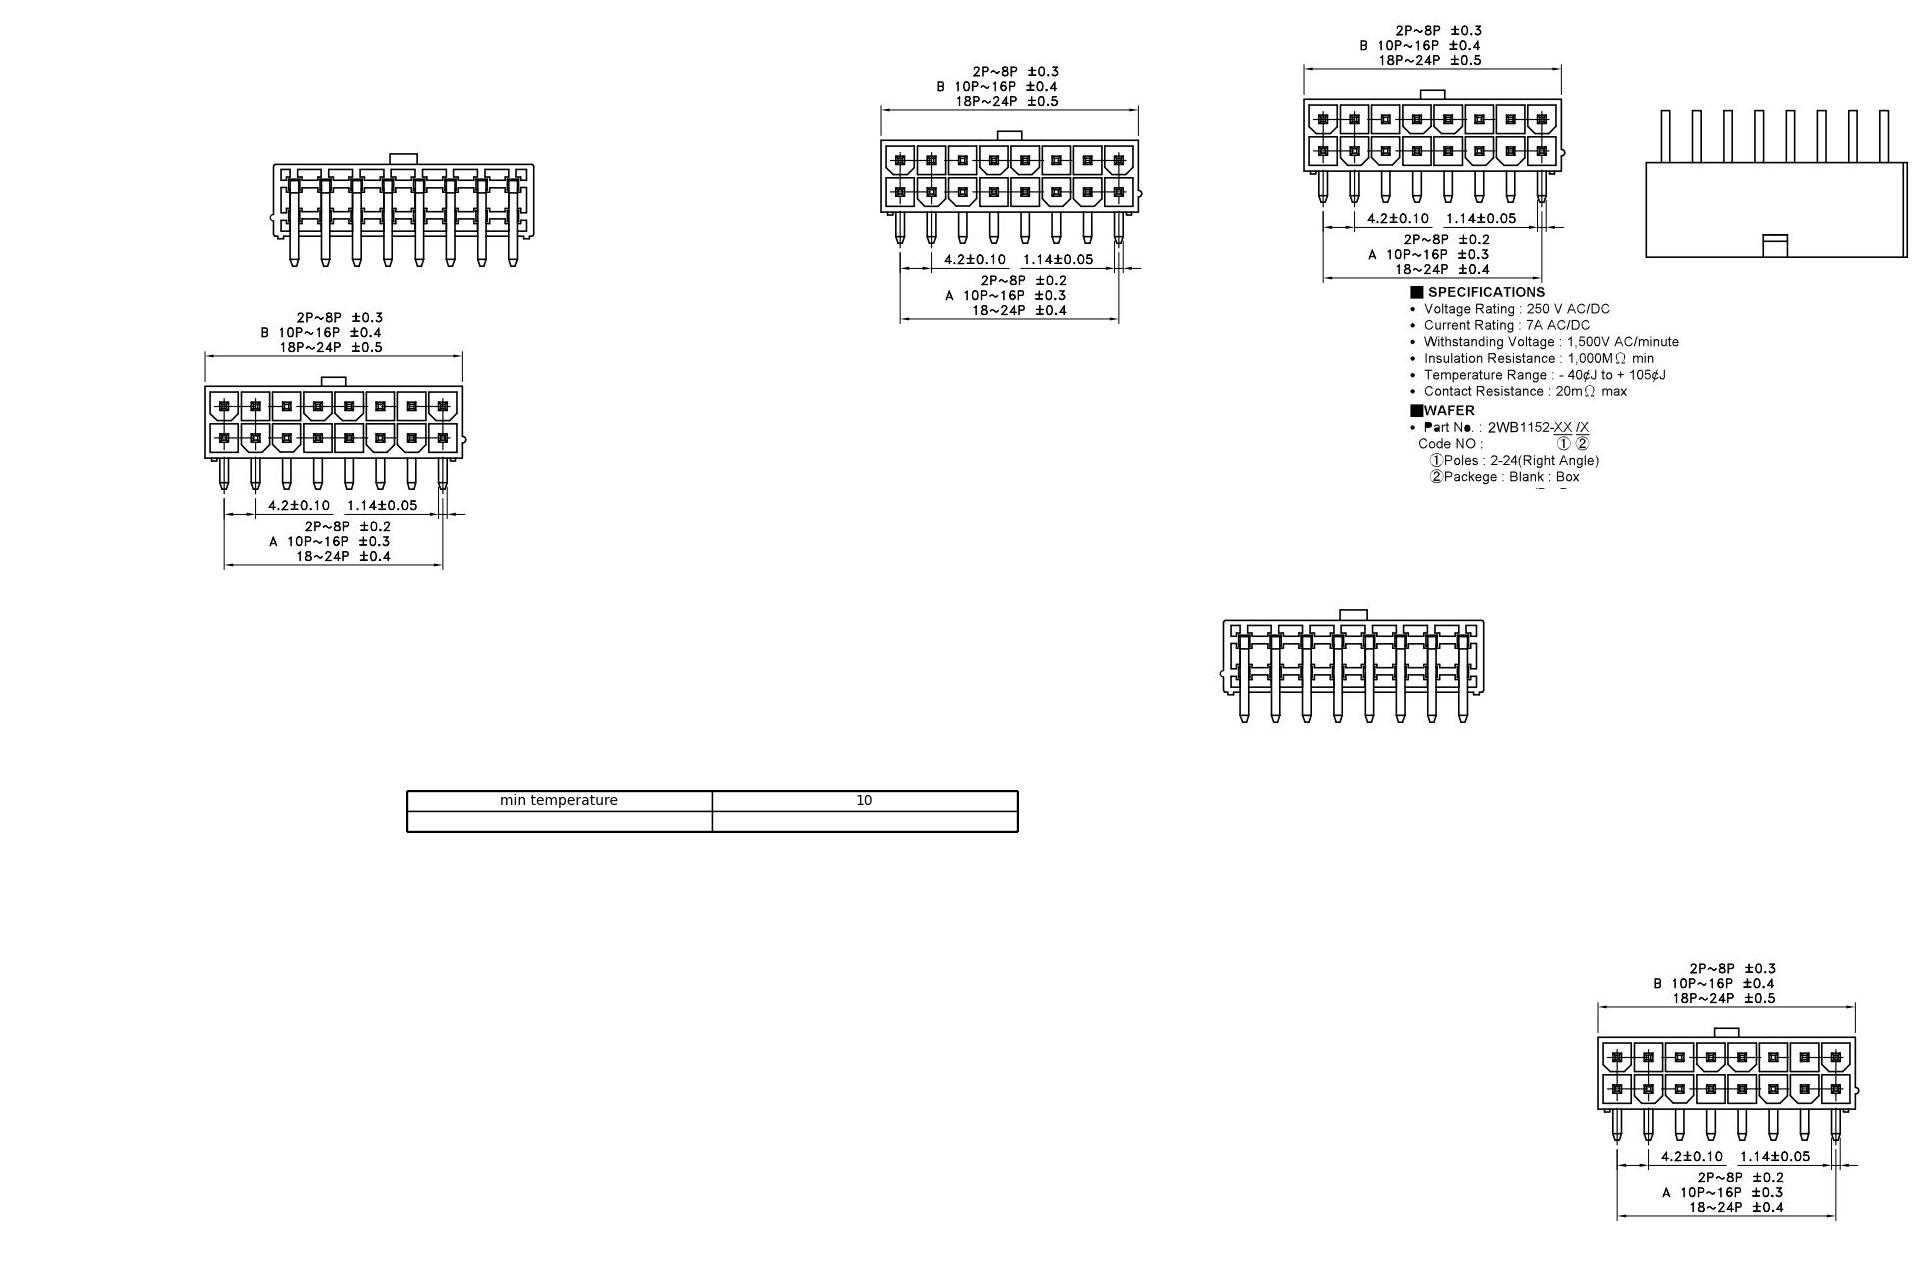 2P~8P ±0.3
B 10P~16P ±0.4
18P~24P ±0.5
4.2±0.10 1.14±0.05
2P~8P ±0.2
A 10P~16P ±0.3
18~24P ±0.4
2P~8P ±0.3
B 10P~16P ±0.4
18P~24P ±0.5
4.2±0.10 1.14±0.05
2P~8P ±0.2
A 10P~16P ±0.3
18~24P ±0.4
■ SPECIFICATIONS
• Voltage Rating : 250 V AC/DC
• Current Rating : 7A AC/DC
• Withstanding Voltage : 1,500V AC/minute
• Insulation Resistance : 1,000MΩ min
• Temperature Range : - 40¢J to + 105¢J
• Contact Resistance : 20mΩ max
■WAFER
• Part No. : 2WB1152-XX /X
Code NO : ① ②
①Poles : 2-24(Right Angle)
②Packege : Blank : Box
2P~8P ±0.3
B 10P~16P ±0.4
18P~24P ±0.5
4.2±0.10 1.14±0.05
2P~8P ±0.2
A 10P~16P ±0.3
18~24P ±0.4
min temperature 10
2P~8P ±0.3
B 10P~16P ±0.4
18P~24P ±0.5
4.2±0.10 1.14±0.05
2P~8P ±0.2
A 10P~16P ±0.3
18~24P ±0.4